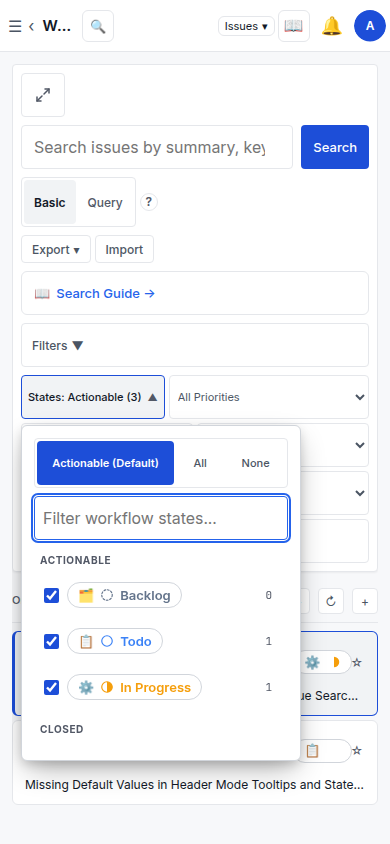 W...
Issues ▾
A
Search issues by summary, key
Search
Basic
Query
?
Export ▾
Import
Search Guide →
Filters ▼
States: Actionable (3) ▲
All Priorities
Actionable (Default)
All
None
Filter workflow states...
ACTIONABLE
Backlog
0
Todo
1
In Progress
1
CLOSED
ue Searc...
Missing Default Values in Header Mode Tooltips and State...